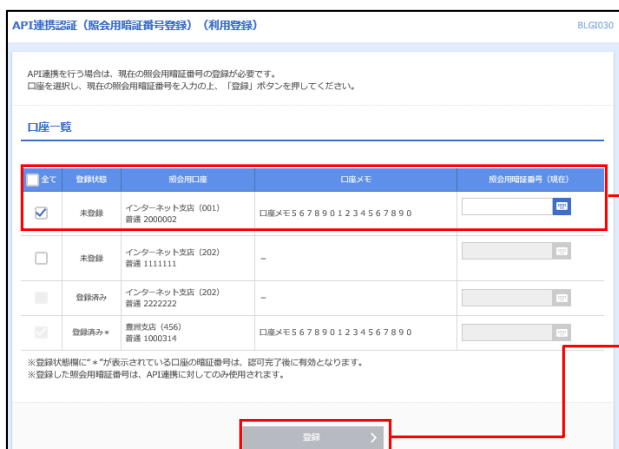 API連携認証（照会用暗証番号登録）（利用登録）
BLGI030
API連携を行う場合は、現在の照会用暗証番号の登録が必要です。
口座を選択し、現在の照会用暗証番号を入力の上、「登録」ボタンを押してください。
口座一覧
全て 登録状態 照会用口座 口座メモ 照会用暗証番号（現在）
未登録 インターネット支店（001） 口座メモ５６７８９０１２３４５６７８９０
普通 2000002
未登録 インターネット支店（202） －
普通 1111111
登録済み インターネット支店（202） －
普通 2222222
登録済み＊ 豊洲支店（456） 口座メモ５６７８９０１２３４５６７８９０
普通 1000314
※登録状態欄に"＊"が表示されている口座の暗証番号は、認可完了後に有効となります。
※登録した照会用暗証番号は、API連携に対してのみ使用されます。
登録